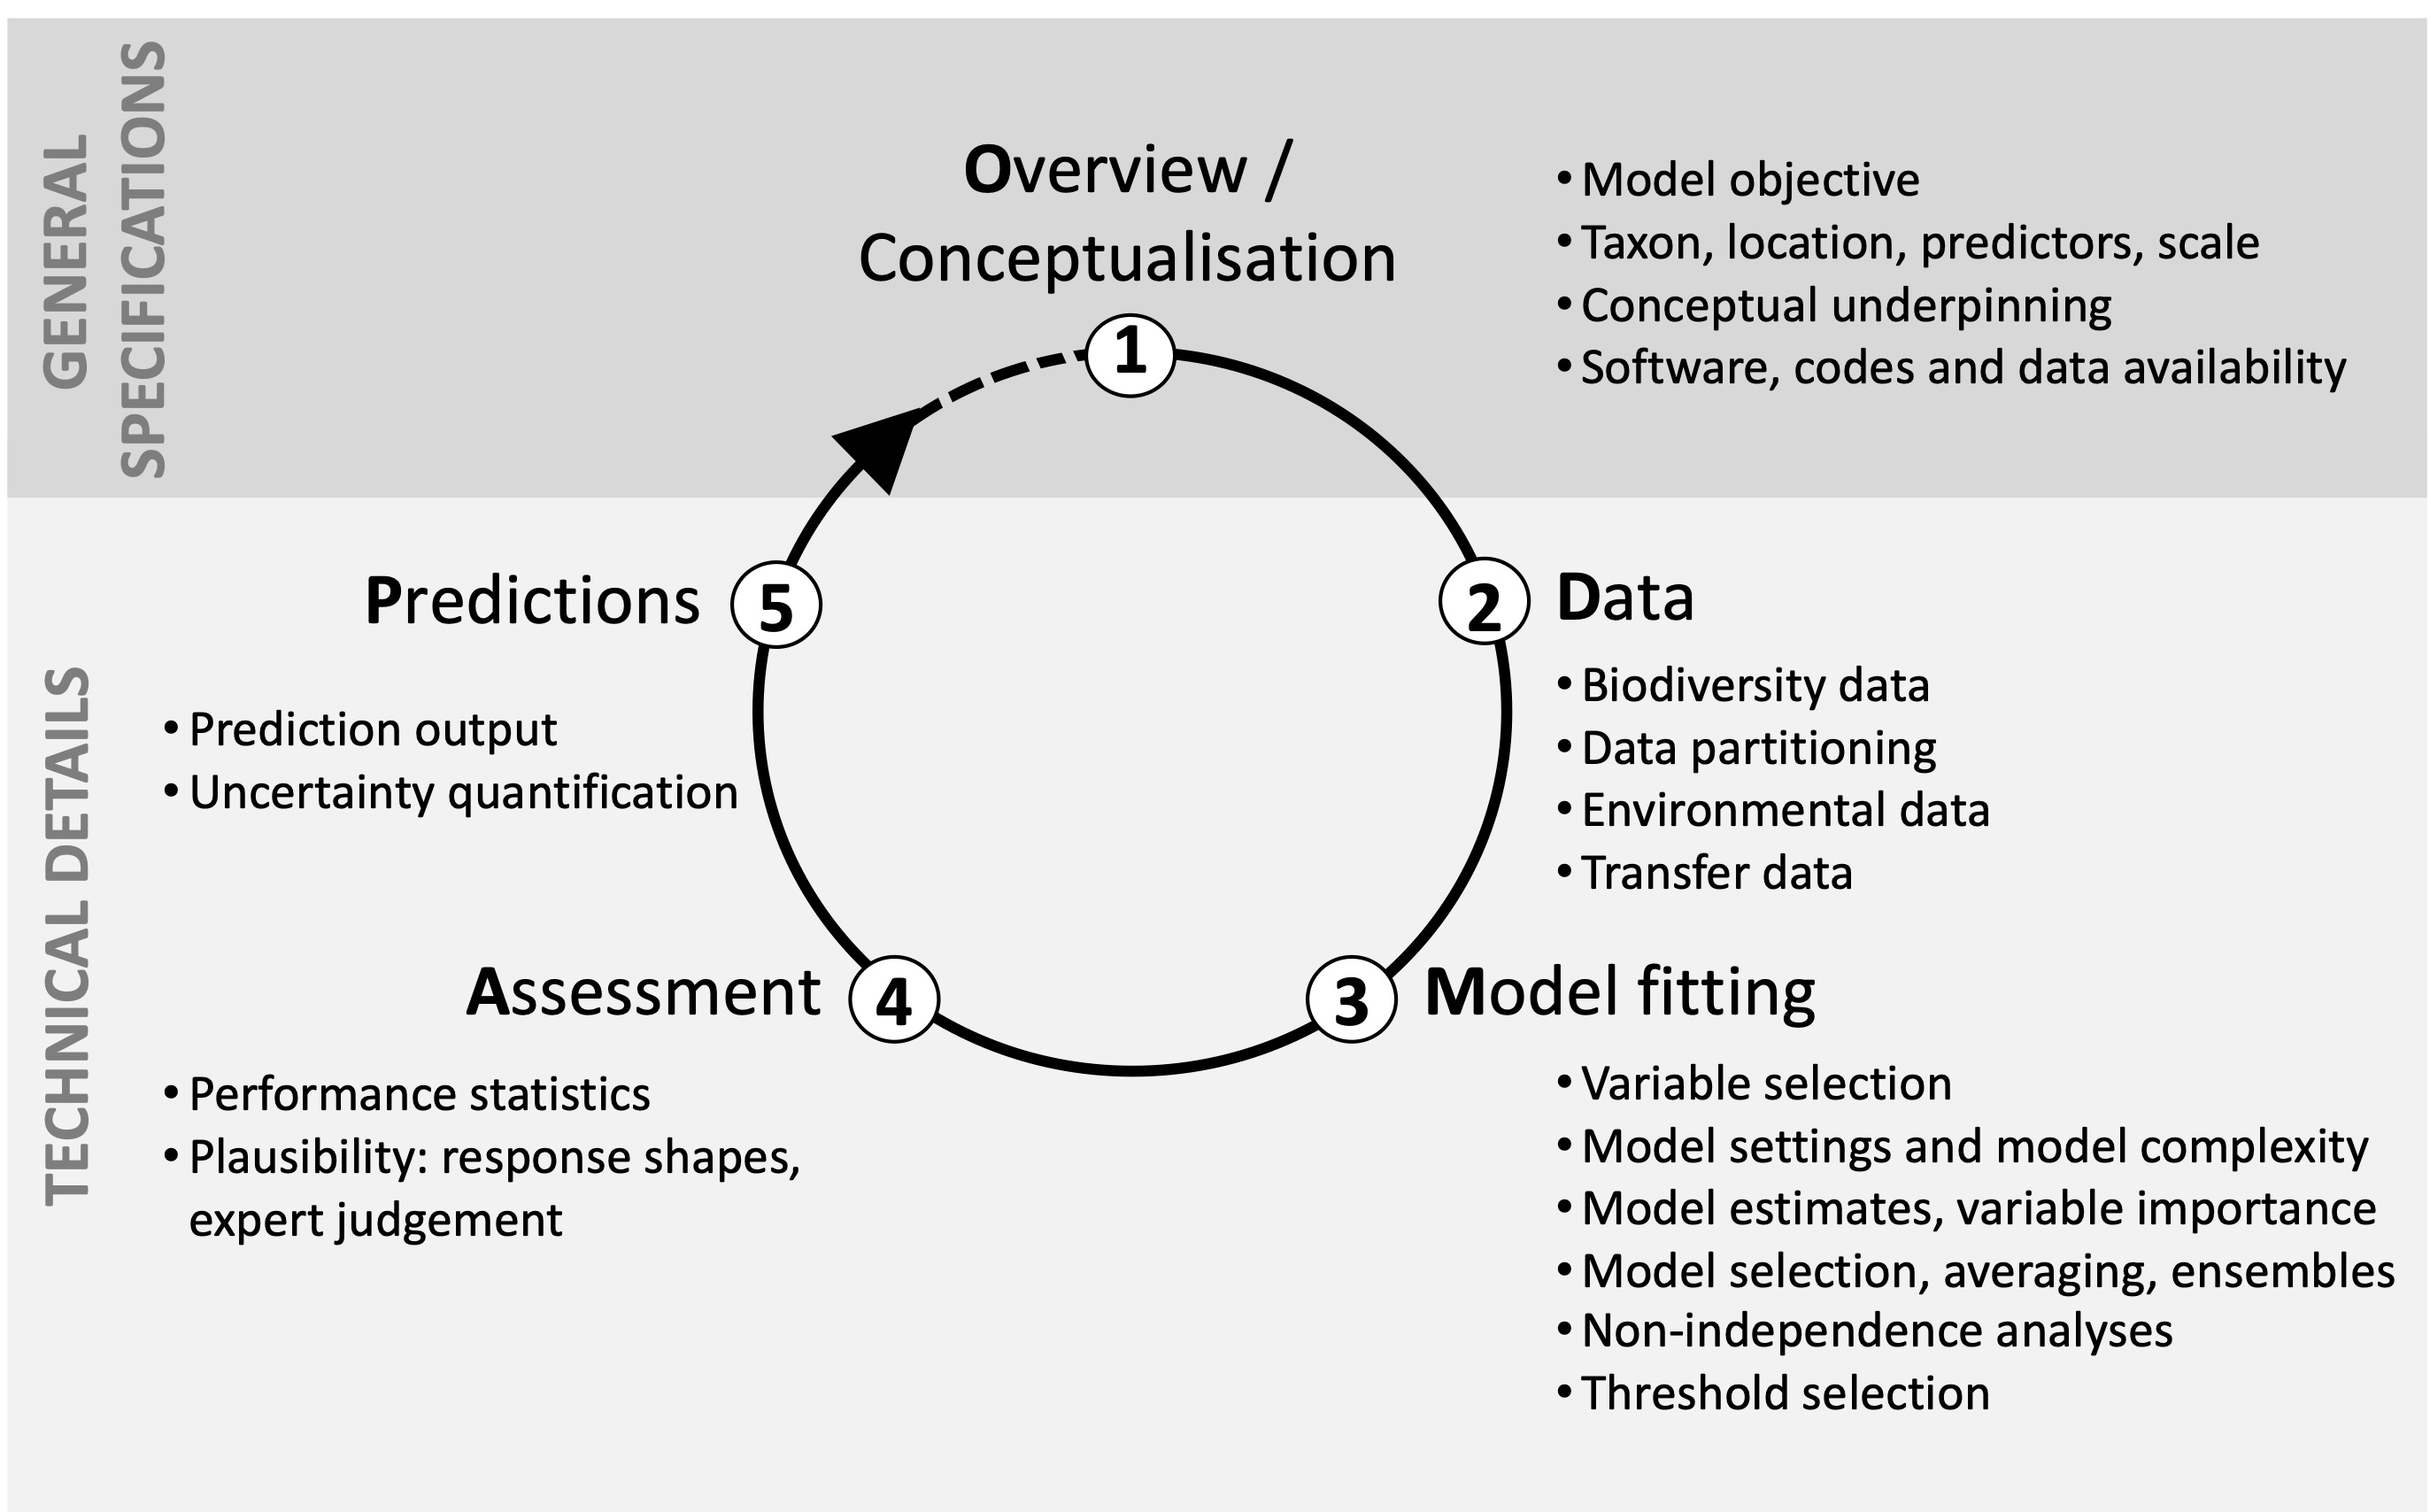 GENERAL
SPECIFICATIONS
Overview /
Conceptualisation
1
• Model objective
• Taxon, location, predictors, scale
• Conceptual underpinning
• Software, codes and data availability
TECHNICAL DETAILS
2
Data
• Biodiversity data
• Data partitioning
• Environmental data
• Transfer data
3
Model fitting
• Variable selection
• Model settings and model complexity
• Model estimates, variable importance
• Model selection, averaging, ensembles
• Non-independence analyses
• Threshold selection
Assessment
4
• Performance statistics
• Plausibility: response shapes,
expert judgement
Predictions
5
• Prediction output
• Uncertainty quantification